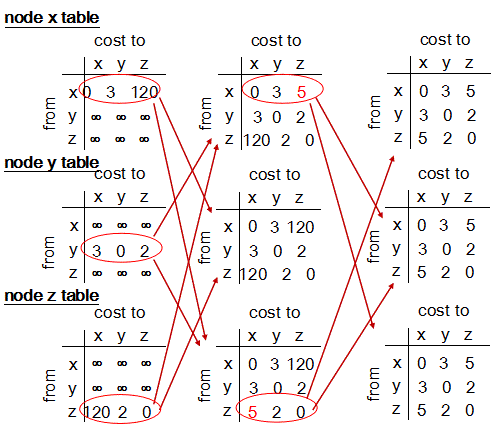 node x table
cost to cost to cost to
x y z x y z x y z
from x 0 3 120 from x 0 3 5 from x 0 3 5
y ∞ ∞ ∞ y 3 0 2 y 3 0 2
z ∞ ∞ ∞ z 120 2 0 z 5 2 0
node y table
cost to cost to cost to
x y z x y z x y z
from x ∞ ∞ ∞ from x 0 3 120 from x 0 3 5
y 3 0 2 y 3 0 2 y 3 0 2
z ∞ ∞ ∞ z 120 2 0 z 5 2 0
node z table
cost to cost to cost to
x y z x y z x y z
from x ∞ ∞ ∞ from x 0 3 120 from x 0 3 5
y ∞ ∞ ∞ y 3 0 2 y 3 0 2
z 120 2 0 z 5 2 0 z 5 2 0